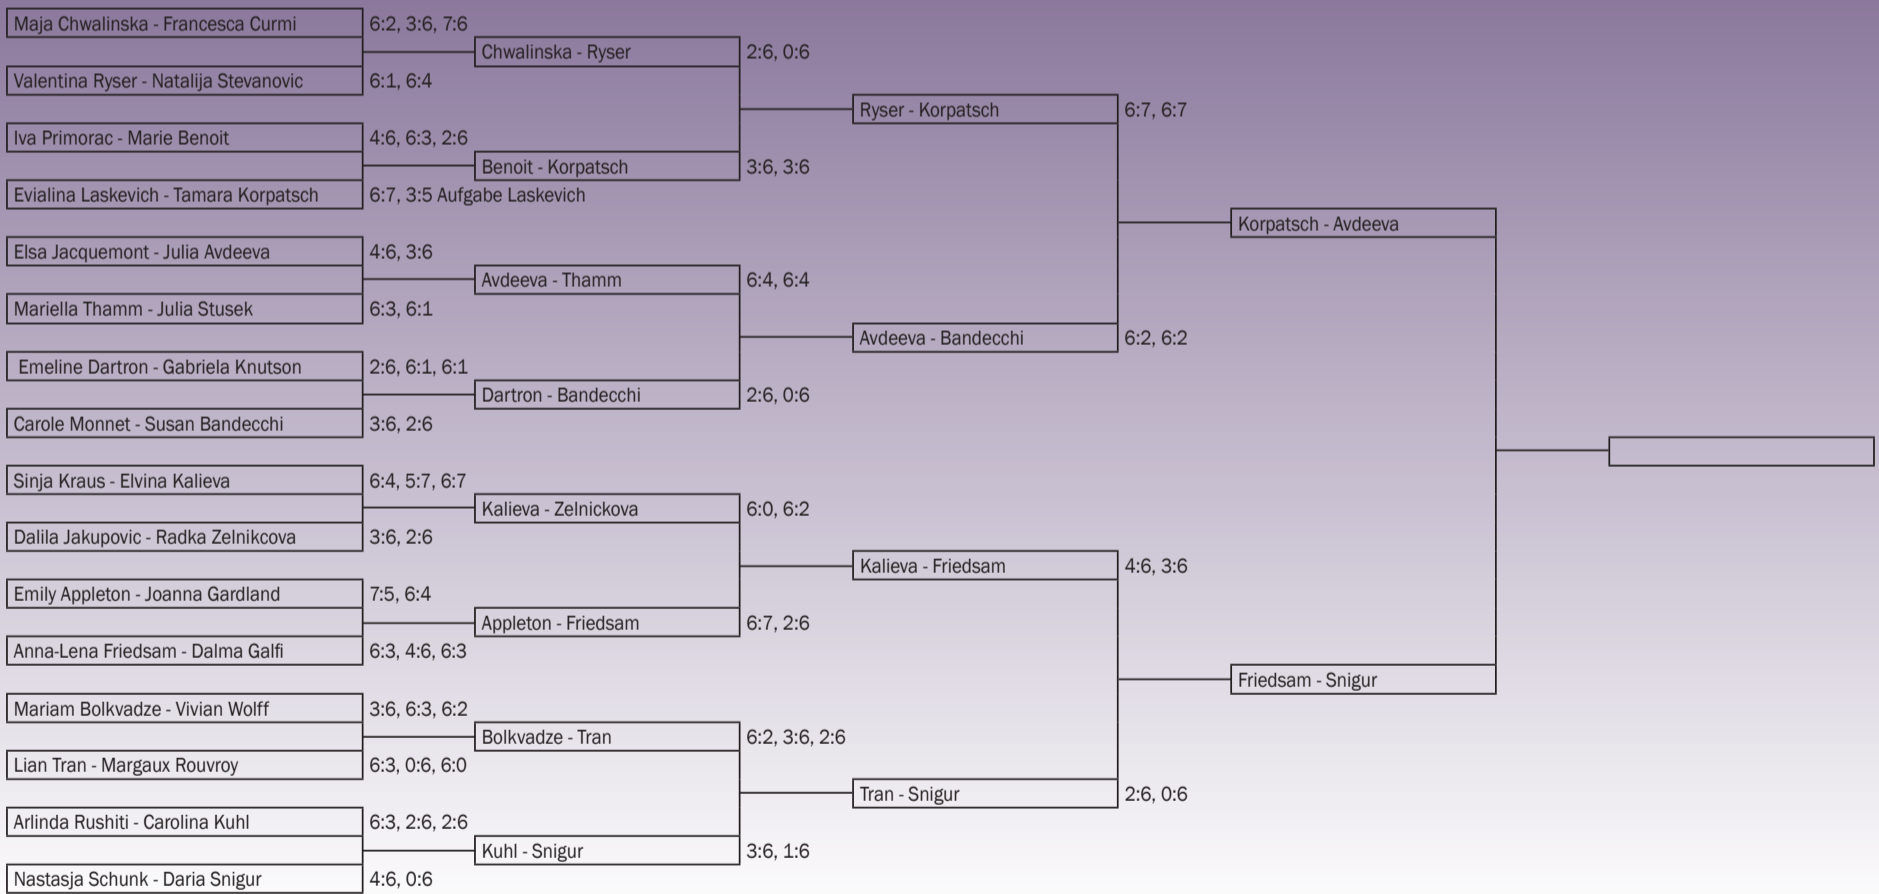 Maja Chwalinska - Francesca Curmi 6:2, 3:6, 7:6
Chwalinska - Ryser 2:6, 0:6
Valentina Ryser - Natalija Stevanovic 6:1, 6:4
Ryser - Korpatsch 6:7, 6:7
Iva Primorac - Marie Benoit 4:6, 6:3, 2:6
Benoit - Korpatsch 3:6, 3:6
Evialina Laskevich - Tamara Korpatsch 6:7, 3:5 Aufgabe Laskevich
Korpatsch - Avdeeva
Elsa Jacquemont - Julia Avdeeva 4:6, 3:6
Avdeeva - Thamm 6:4, 6:4
Mariella Thamm - Julia Stusek 6:3, 6:1
Avdeeva - Bandecchi 6:2, 6:2
Emeline Dartron - Gabriela Knutson 2:6, 6:1, 6:1
Dartron - Bandecchi 2:6, 0:6
Carole Monnet - Susan Bandecchi 3:6, 2:6
Sinja Kraus - Elvina Kalieva 6:4, 5:7, 6:7
Kalieva - Zelnickova 6:0, 6:2
Dalila Jakupovic - Radka Zelnikcova 3:6, 2:6
Kalieva - Friedsam 4:6, 3:6
Emily Appleton - Joanna Gardland 7:5, 6:4
Appleton - Friedsam 6:7, 2:6
Anna-Lena Friedsam - Dalma Galfi 6:3, 4:6, 6:3
Friedsam - Snigur
Mariam Bolkvadze - Vivian Wolff 3:6, 6:3, 6:2
Bolkvadze - Tran 6:2, 3:6, 2:6
Lian Tran - Margaux Rouvroy 6:3, 0:6, 6:0
Tran - Snigur 2:6, 0:6
Arlinda Rushiti - Carolina Kuhl 6:3, 2:6, 2:6
Kuhl - Snigur 3:6, 1:6
Nastasja Schunk - Daria Snigur 4:6, 0:6